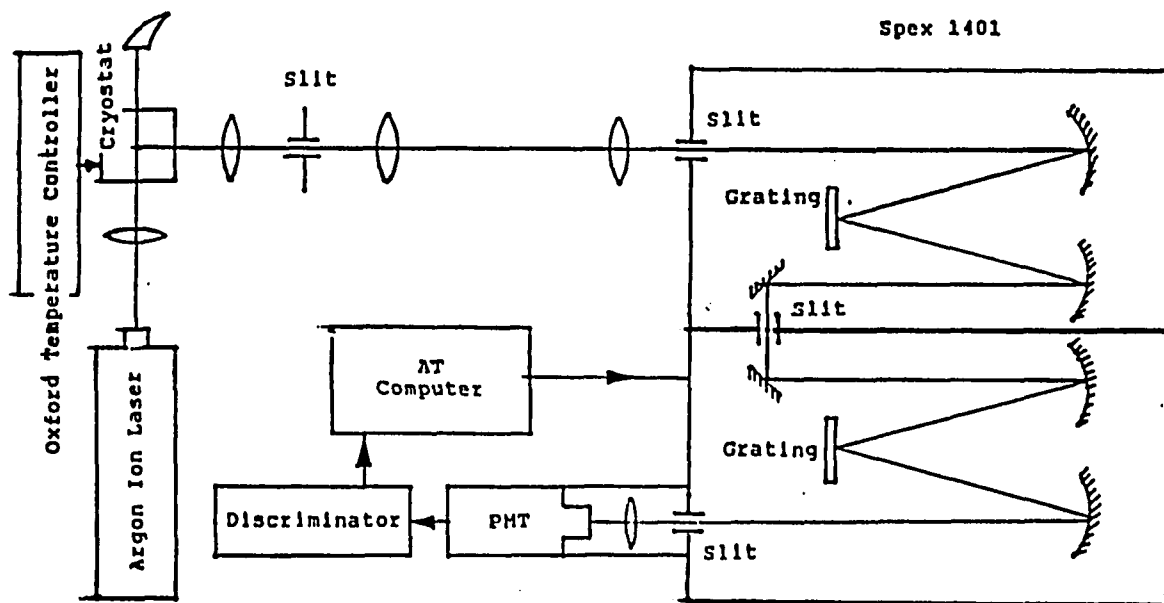 Spex 1401
Oxford Temperature Controller
Cryostat
Slit
Slit
Grating
Slit
Argon Ion Laser
AT
Computer
Grating
Discriminator
PMT
Slit